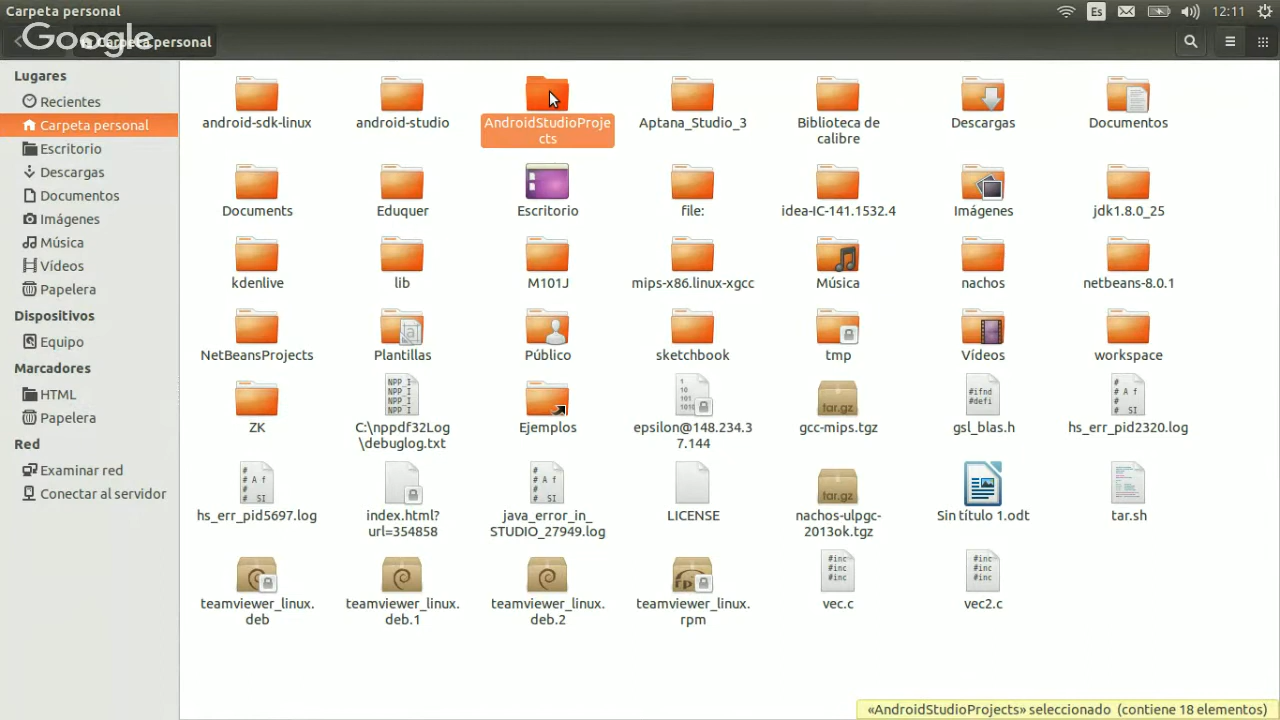 Carpeta personal
Es
12:11
Google
Carpeta personal
Lugares
Recientes
Carpeta personal
Escritorio
Descargas
Documentos
Imágenes
Música
Vídeos
Papelera
Dispositivos
Equipo
Marcadores
HTML
Papelera
Red
Examinar red
Conectar al servidor
android-sdk-linux
android-studio
AndroidStudioProje
cts
Aptana_Studio_3
Biblioteca de
calibre
Descargas
Documentos
Documents
Eduquer
Escritorio
file:
idea-IC-141.1532.4
Imágenes
jdk1.8.0_25
kdenlive
lib
M101J
mips-x86.linux-xgcc
Música
nachos
netbeans-8.0.1
NetBeansProjects
Plantillas
Público
sketchbook
tmp
Vídeos
workspace
ZK
C:\nppdf32Log
\debuglog.txt
Ejemplos
epsilon@148.234.3
7.144
gcc-mips.tgz
gsl_blas.h
hs_err_pid2320.log
hs_err_pid5697.log
index.html?
url=354858
java_error_in_
STUDIO_27949.log
LICENSE
nachos-ulpgc-
2013ok.tgz
Sin título 1.odt
tar.sh
teamviewer_linux.
deb
teamviewer_linux.
deb.1
teamviewer_linux.
deb.2
teamviewer_linux.
rpm
vec.c
vec2.c
«AndroidStudioProjects» seleccionado (contiene 18 elementos)